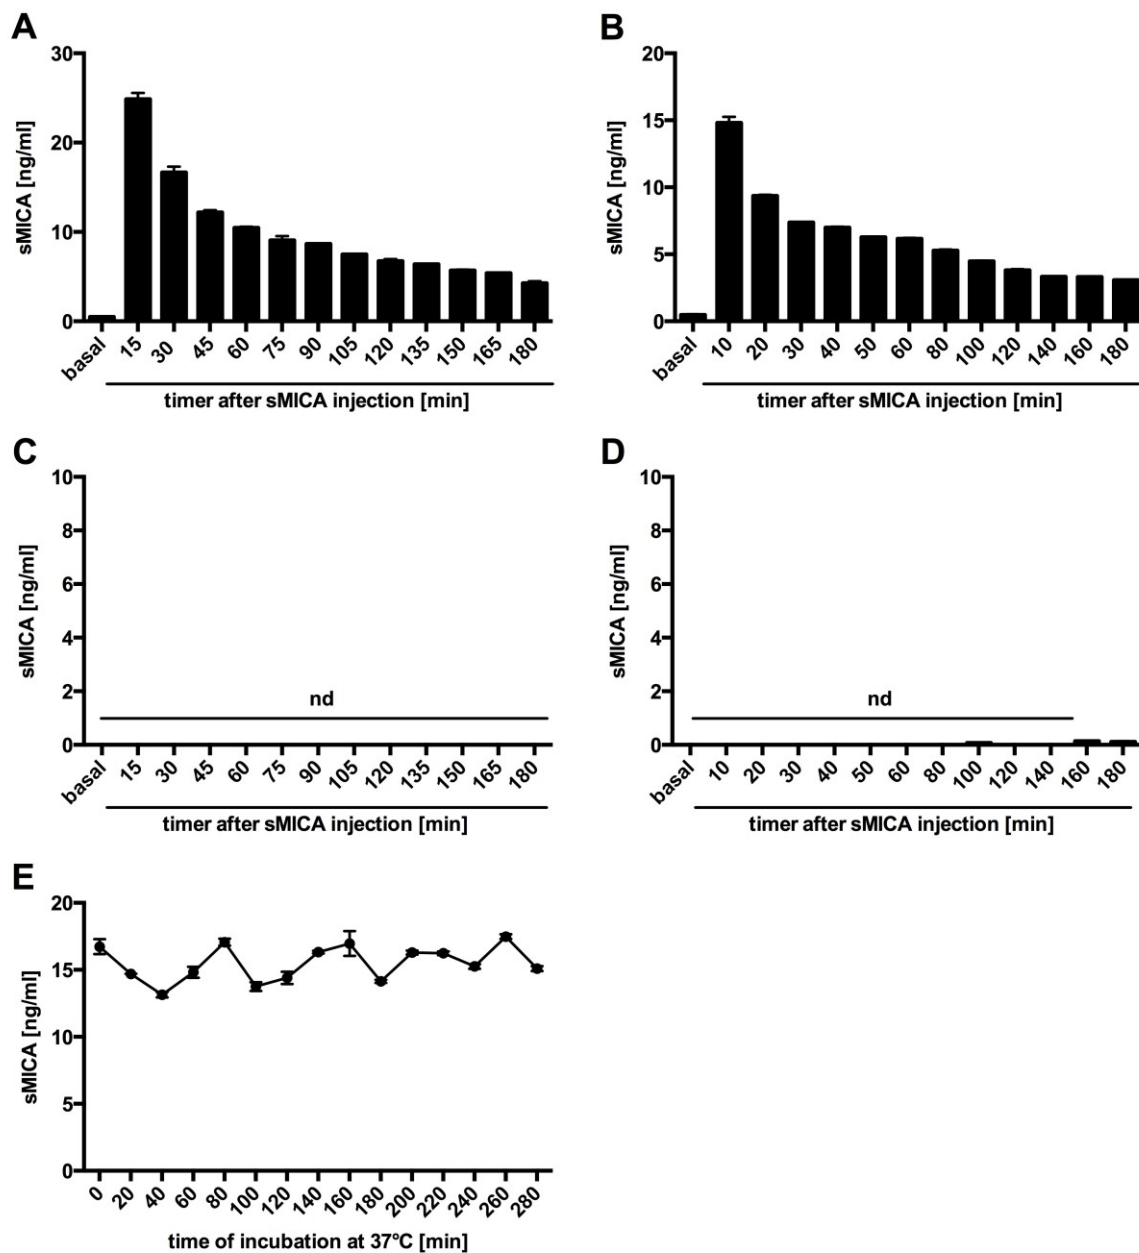 A
sMICA [ng/ml]
30
20
10
0
basal 15 30 45 60 75 90 105 120 135 150 165 180
timer after sMICA injection [min]
B
sMICA [ng/ml]
20
15
10
5
0
basal 10 20 30 40 50 60 80 100 120 140 160 180
timer after sMICA injection [min]
C
sMICA [ng/ml]
10
8
6
4
2
0
nd
basal 15 30 45 60 75 90 105 120 135 150 165 180
timer after sMICA injection [min]
D
sMICA [ng/ml]
10
8
6
4
2
0
nd
basal 10 20 30 40 50 60 80 100 120 140 160 180
timer after sMICA injection [min]
E
sMICA [ng/ml]
20
15
10
5
0
0 20 40 60 80 100 120 140 160 180 200 220 240 260 280
time of incubation at 37°C [min]